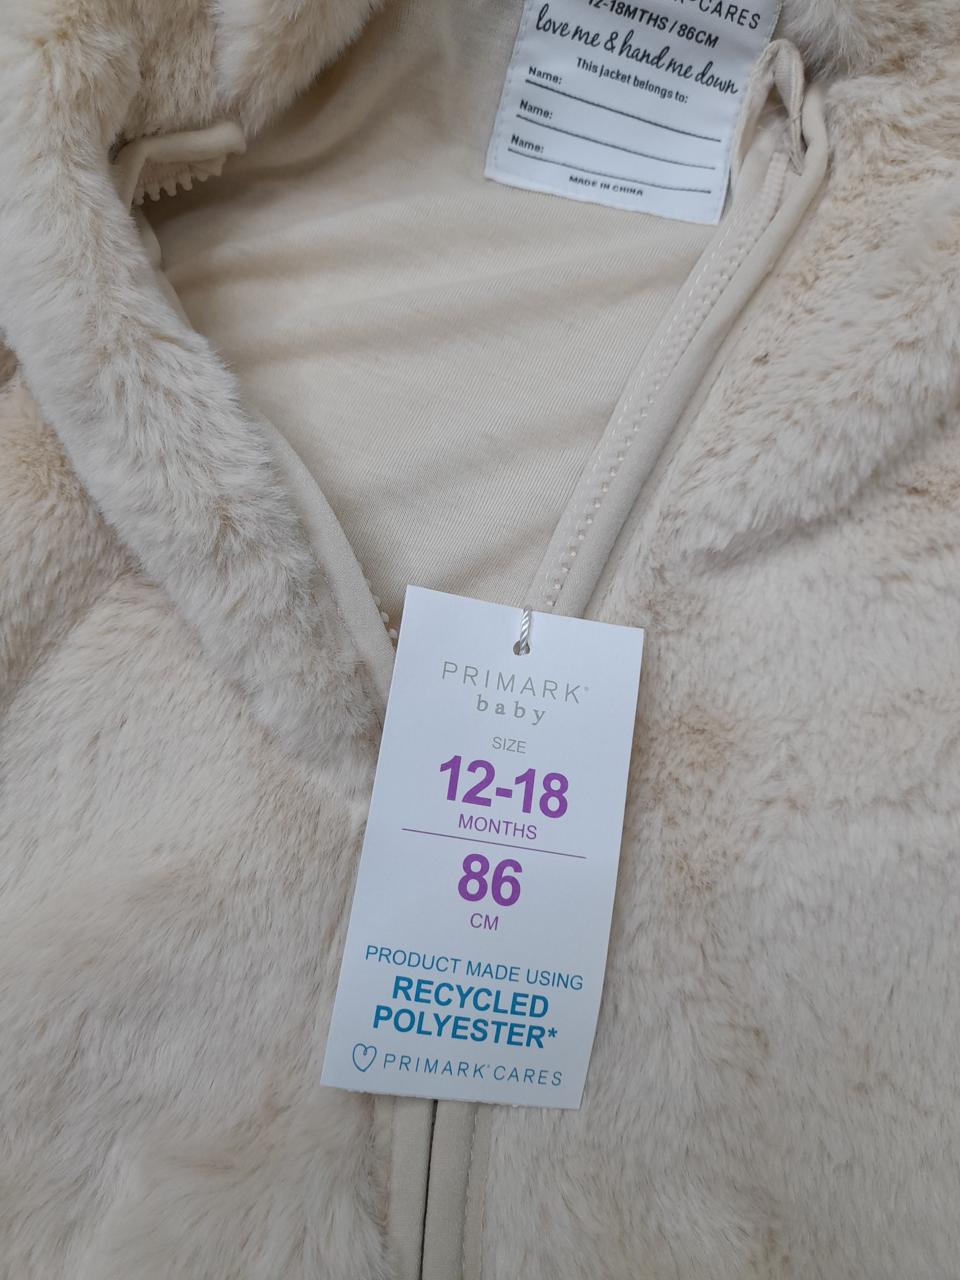 CARES
12-18MTHS / 86CM
love me & hand me down
This jacket belongs to:
Name:
Name:
Name:
MADE IN CHINA
PRIMARK®
baby
SIZE
12-18
MONTHS
86
CM
PRODUCT MADE USING
RECYCLED
POLYESTER*
PRIMARK® CARES